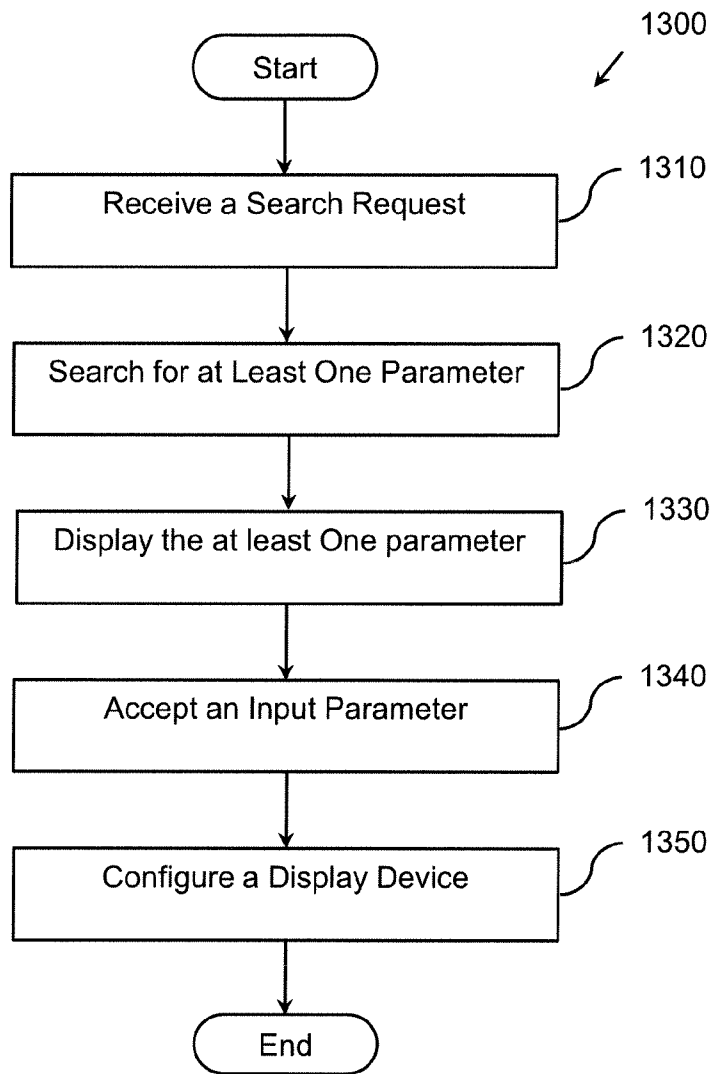 1300
Start
1310
Receive a Search Request
1320
Search for at Least One Parameter
1330
Display the at least One parameter
1340
Accept an Input Parameter
1350
Configure a Display Device
End